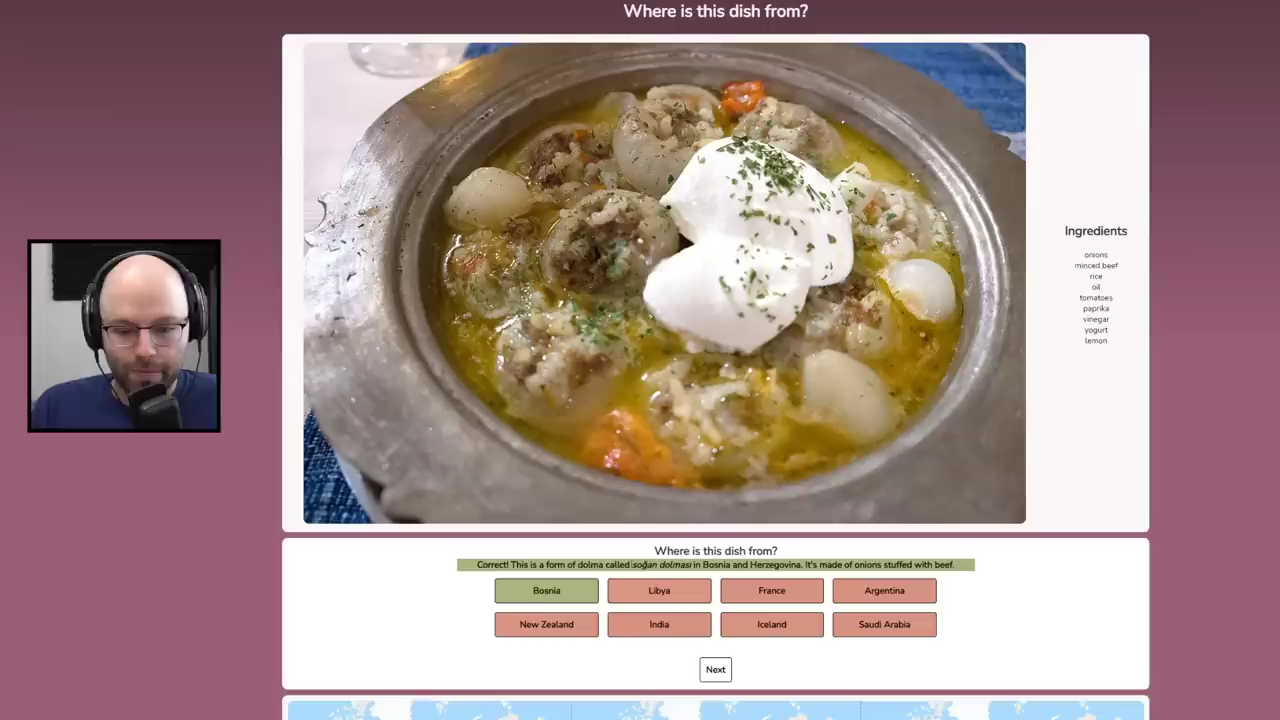 Where is this dish from?
Ingredients
onions
minced beef
rice
oil
tomatoes
paprika
vinegar
yogurt
lemon
Where is this dish from?
Correct! This is a form of dolma called soğan dolması in Bosnia and Herzegovina. It's made of onions stuffed with beef.
Bosnia Libya France Argentina
New Zealand India Iceland Saudi Arabia
Next